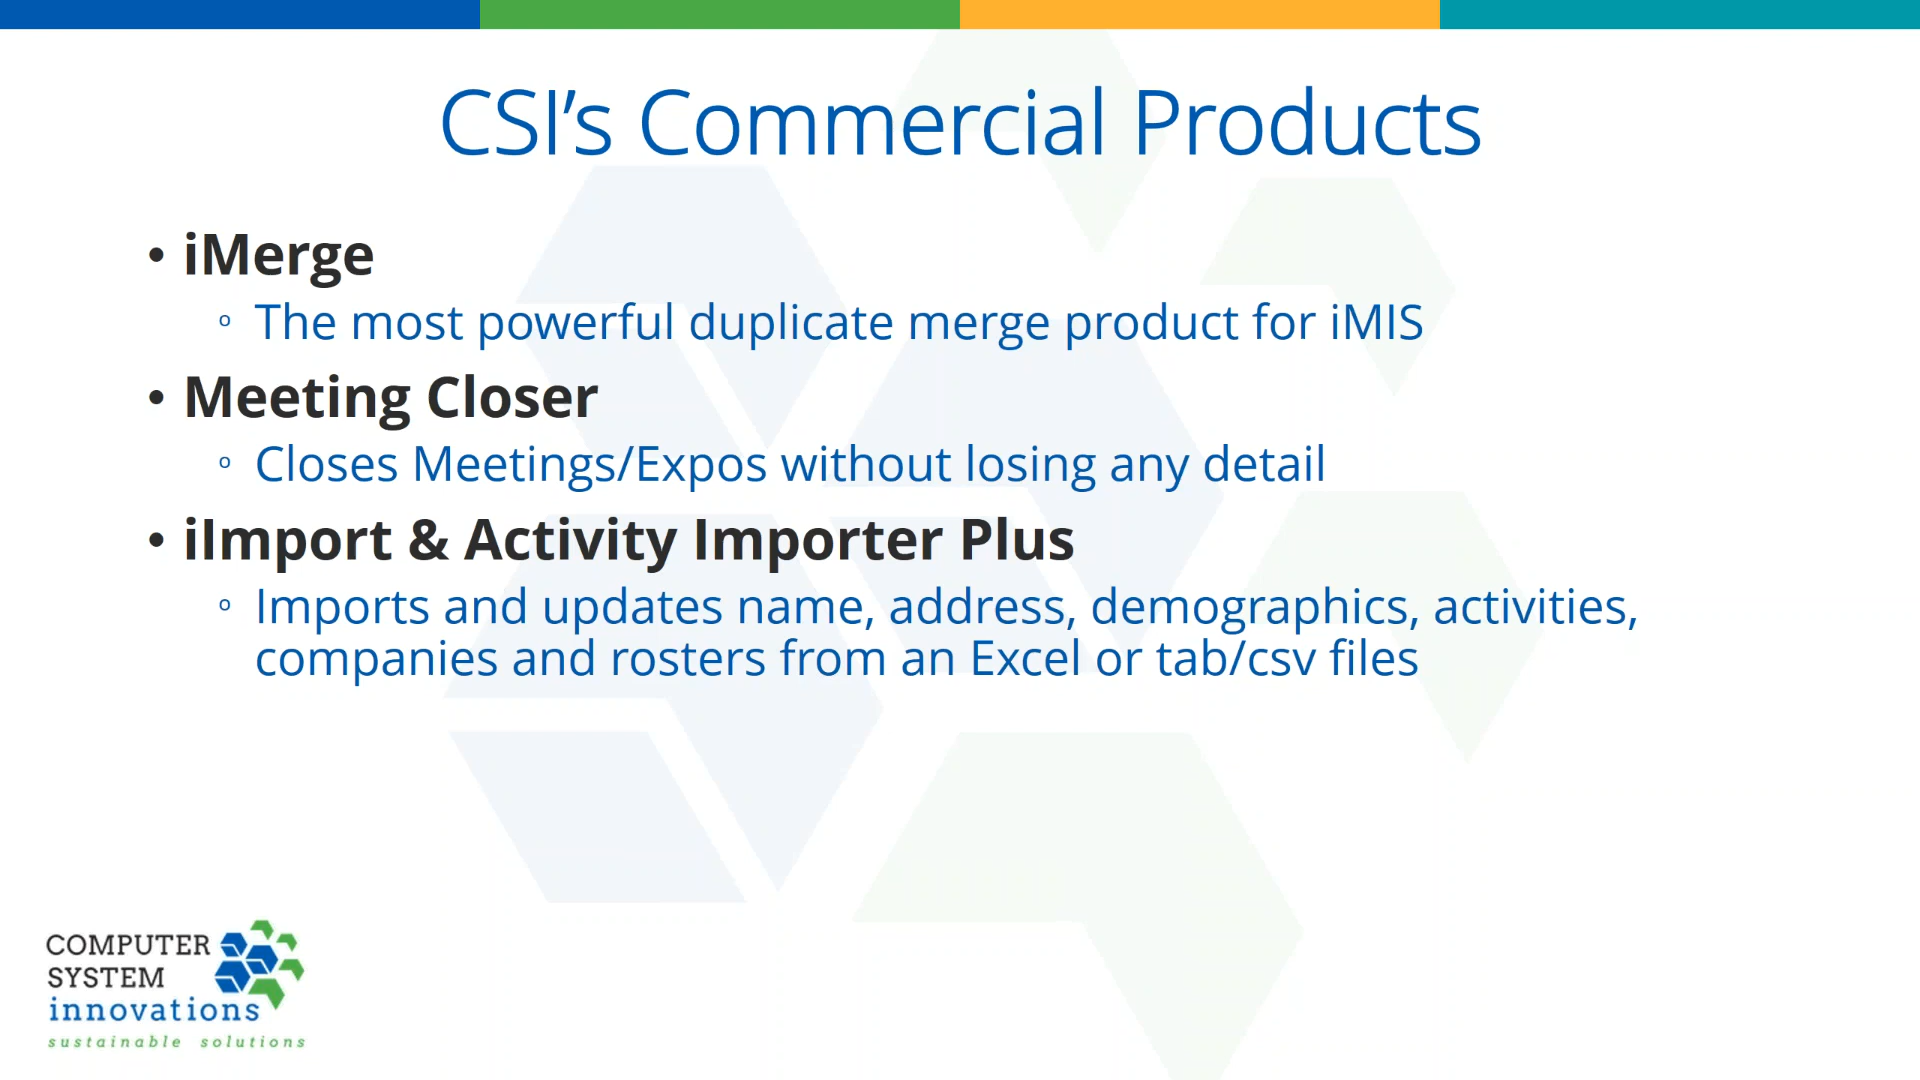 CSI’s Commercial Products
• iMerge
o The most powerful duplicate merge product for iMIS
• Meeting Closer
o Closes Meetings/Expos without losing any detail
• iImport & Activity Importer Plus
o Imports and updates name, address, demographics, activities,
companies and rosters from an Excel or tab/csv files
COMPUTER
SYSTEM
innovations
sustainable solutions